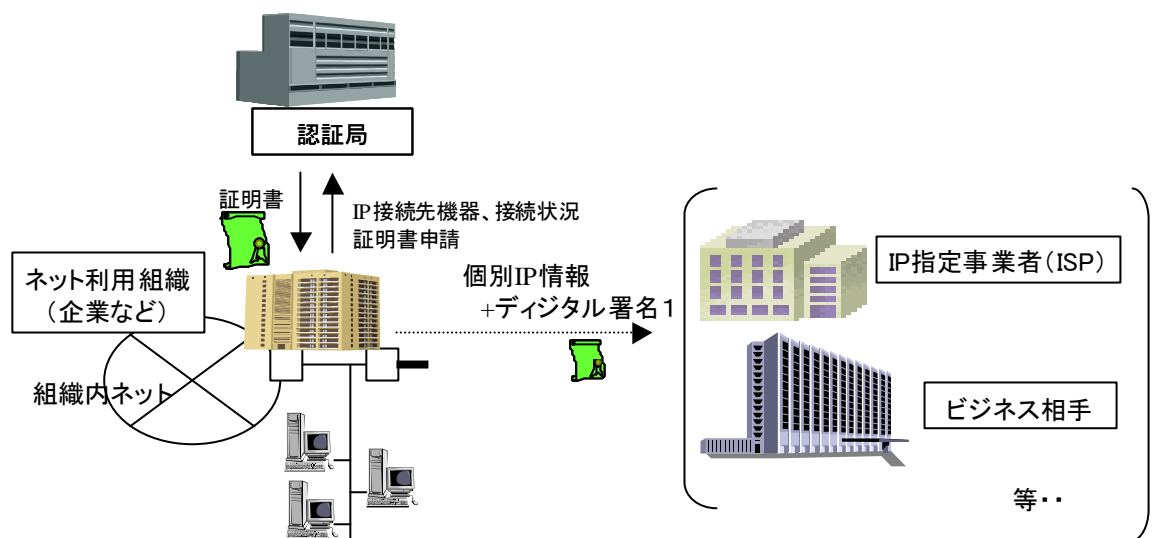 認証局
証明書
IP接続先機器、接続状況
証明書申請
ネット利用組織
（企業など）
個別IP情報
+ディジタル署名１
IP指定事業者（ISP）
組織内ネット
ビジネス相手
等・・